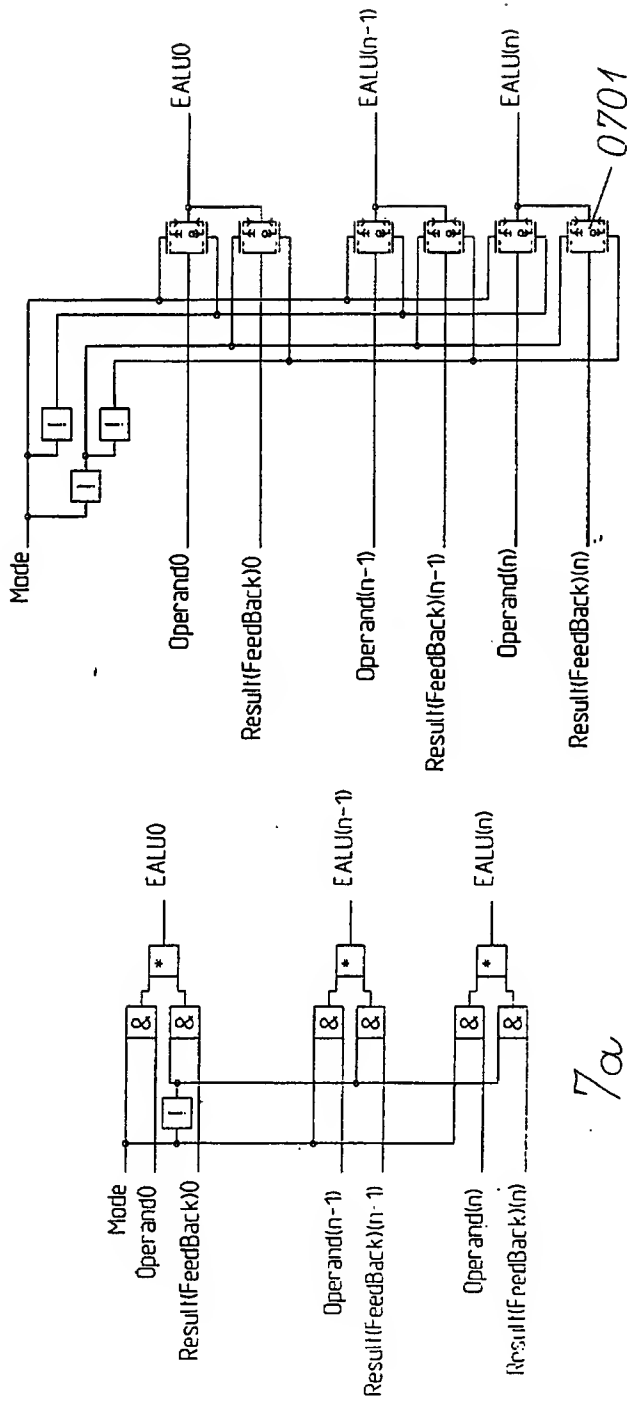 Mode
Operand0
Result(FeedBack)0
!
&
&
*
EALU0
Operand(n-1)
Result(FeedBack)(n-1)
&
&
*
EALU(n-1)
Operand(n)
Result(FeedBack)(n)
&
&
*
EALU(n)
7a
Mode
!
!
!
Operand0
Result(FeedBack)0
EALU0
Operand(n-1)
Result(FeedBack)(n-1)
EALU(n-1)
Operand(n)
Result(FeedBack)(n)
EALU(n)
0701